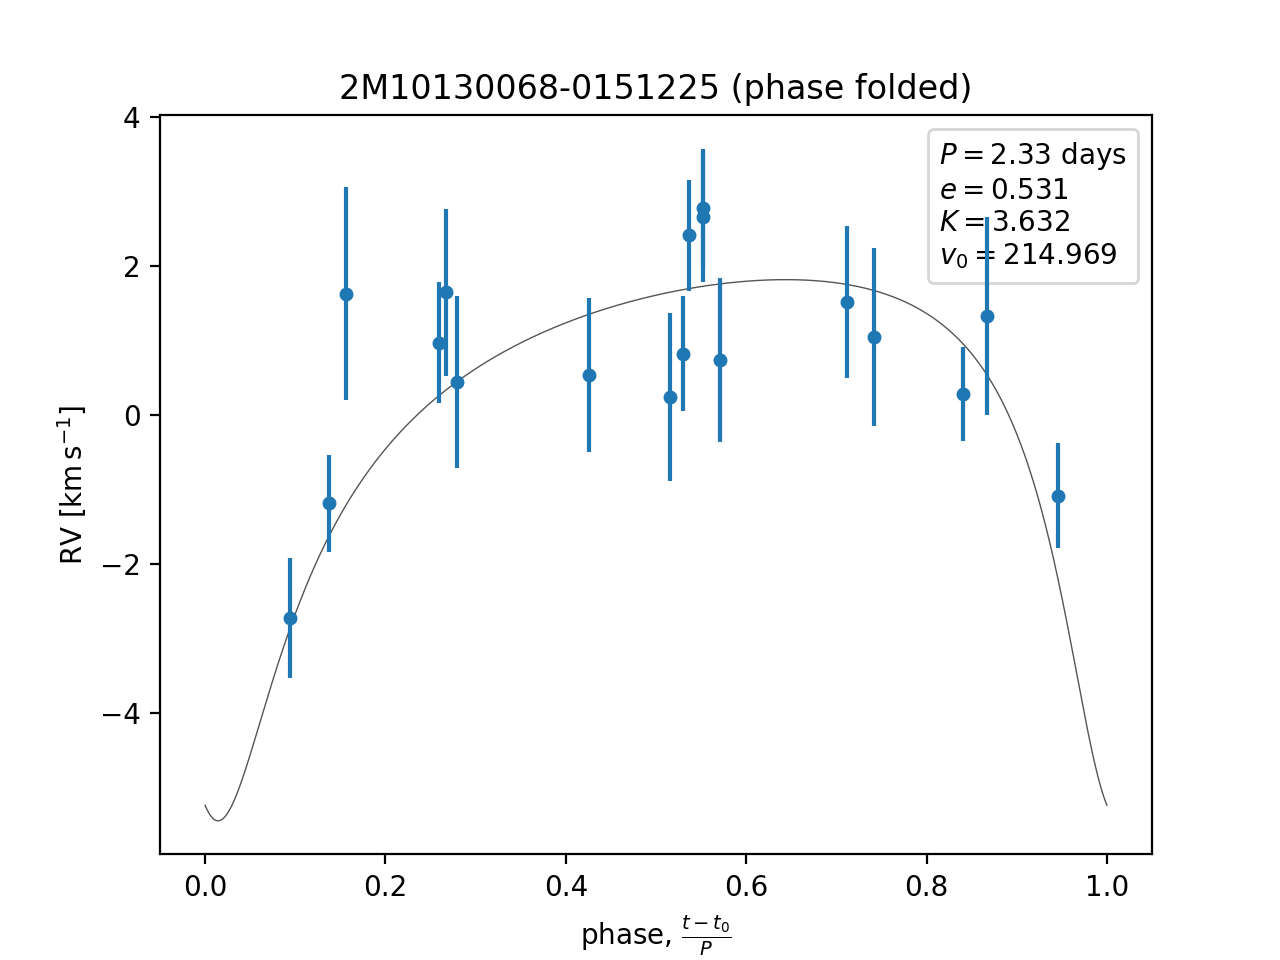 2M10130068-0151225 (phase folded)
P = 2.33 days
e = 0.531
K = 3.632
v₀ = 214.969
4
2
0
−2
−4
RV [km s⁻¹]
0.0 0.2 0.4 0.6 0.8 1.0
phase, (t − t₀)/P